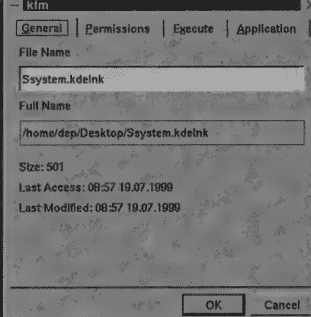 kfm
General Permissions Execute Application
File Name
Ssystem.kdelnk
Full Name
/home/dep/Desktop/Ssystem.kdelnk
Size: 501
Last Access: 08:57 19.07.1999
Last Modified: 08:57 19.07.1999
OK Cancel